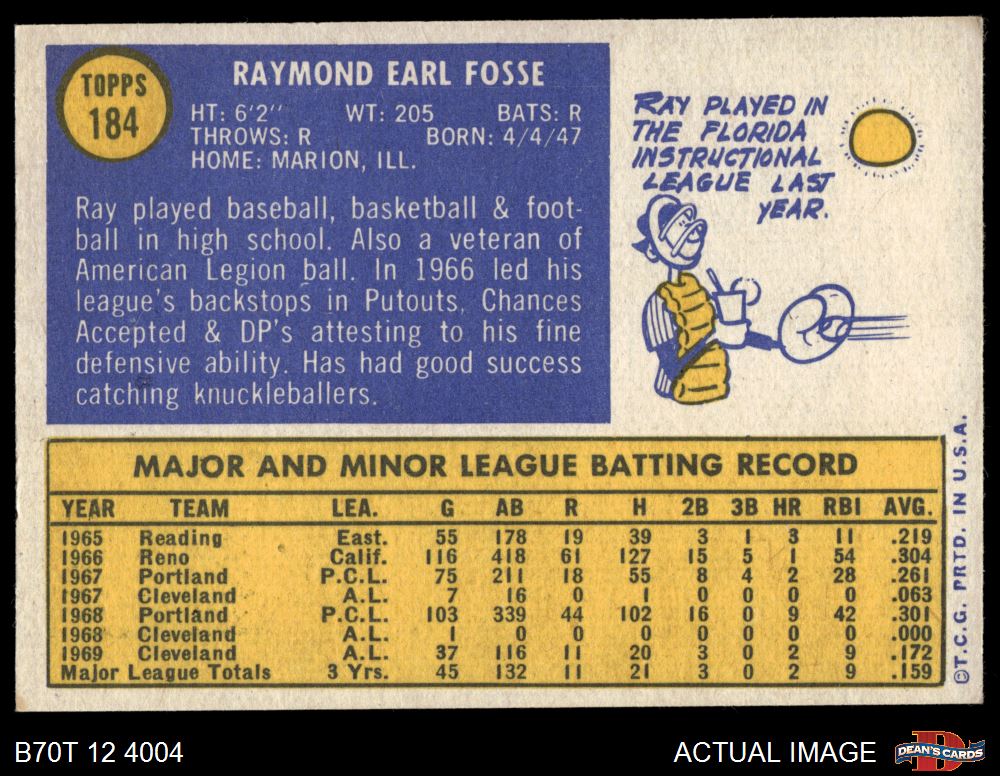 TOPPS
184
RAYMOND EARL FOSSE
HT: 6'2" WT: 205 BATS: R
THROWS: R BORN: 4/4/47
HOME: MARION, ILL.
Ray played baseball, basketball & foot-
ball in high school. Also a veteran of
American Legion ball. In 1966 led his
league's backstops in Putouts, Chances
Accepted & DP's attesting to his fine
defensive ability. Has had good success
catching knuckleballers.
RAY PLAYED IN
THE FLORIDA
INSTRUCTIONAL
LEAGUE LAST
YEAR.
MAJOR AND MINOR LEAGUE BATTING RECORD
YEAR TEAM LEA. G AB R H 2B 3B HR RBI AVG.
1965 Reading East. 55 178 19 39 3 1 3 11 .219
1966 Reno Calif. 116 418 61 127 15 5 1 54 .304
1967 Portland P.C.L. 75 211 18 55 8 4 2 28 .261
1967 Cleveland A.L. 7 16 0 1 0 0 0 0 .063
1968 Portland P.C.L. 103 339 44 102 16 0 9 42 .301
1968 Cleveland A.L. 1 0 0 0 0 0 0 0 .000
1969 Cleveland A.L. 37 116 11 20 3 0 2 9 .172
Major League Totals 3 Yrs. 45 132 11 21 3 0 2 9 .159
©T.C.G. PRTD. IN U.S.A.
B70T 12 4004
ACTUAL IMAGE
D
DEAN'S CARDS